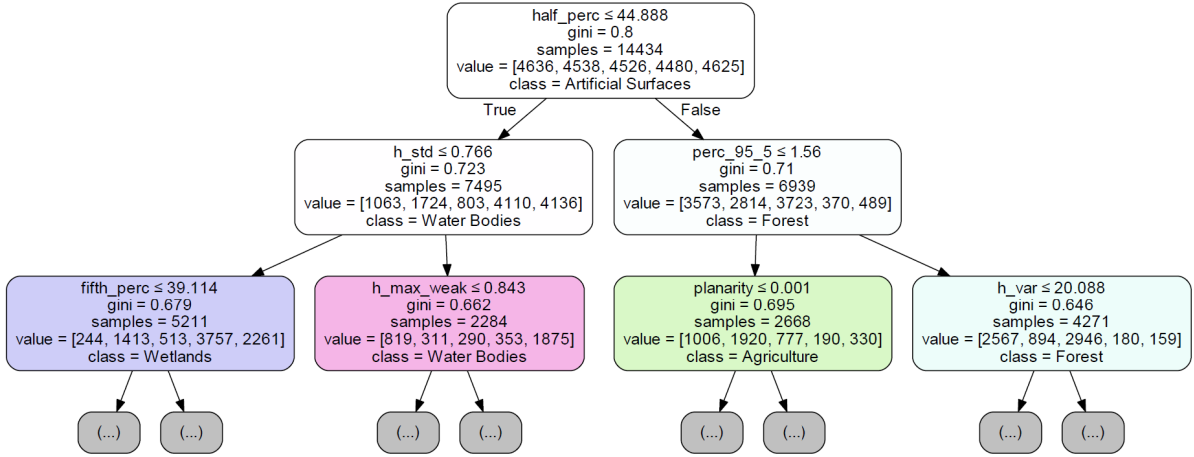 half_perc ≤ 44.888
gini = 0.8
samples = 14434
value = [4636, 4538, 4526, 4480, 4625]
class = Artificial Surfaces
True
False
h_std ≤ 0.766
gini = 0.723
samples = 7495
value = [1063, 1724, 803, 4110, 4136]
class = Water Bodies
perc_95_5 ≤ 1.56
gini = 0.71
samples = 6939
value = [3573, 2814, 3723, 370, 489]
class = Forest
fifth_perc ≤ 39.114
gini = 0.679
samples = 5211
value = [244, 1413, 513, 3757, 2261]
class = Wetlands
h_max_weak ≤ 0.843
gini = 0.662
samples = 2284
value = [819, 311, 290, 353, 1875]
class = Water Bodies
planarity ≤ 0.001
gini = 0.695
samples = 2668
value = [1006, 1920, 777, 190, 330]
class = Agriculture
h_var ≤ 20.088
gini = 0.646
samples = 4271
value = [2567, 894, 2946, 180, 159]
class = Forest
(...)
(...)
(...)
(...)
(...)
(...)
(...)
(...)